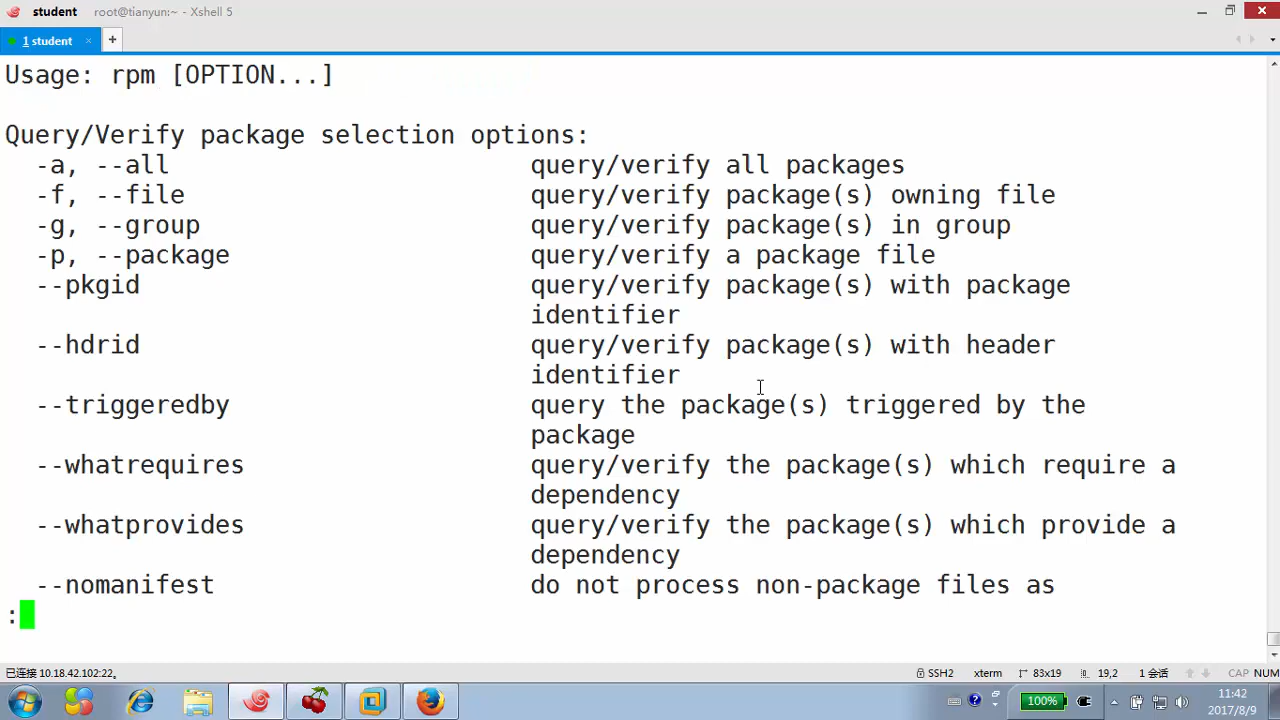 student root@tianyun:~ - Xshell 5
1 student × +
Usage: rpm [OPTION...]
Query/Verify package selection options:
-a, --all query/verify all packages
-f, --file query/verify package(s) owning file
-g, --group query/verify package(s) in group
-p, --package query/verify a package file
--pkgid query/verify package(s) with package
identifier
--hdrid query/verify package(s) with header
identifier
--triggeredby query the package(s) triggered by the
package
--whatrequires query/verify the package(s) which require a
dependency
--whatprovides query/verify the package(s) which provide a
dependency
--nomanifest do not process non-package files as
:
已连接 10.18.42.102:22。 SSH2 xterm 83x19 19,2 1 会话 CAP NUM
100% 11:42
2017/8/9